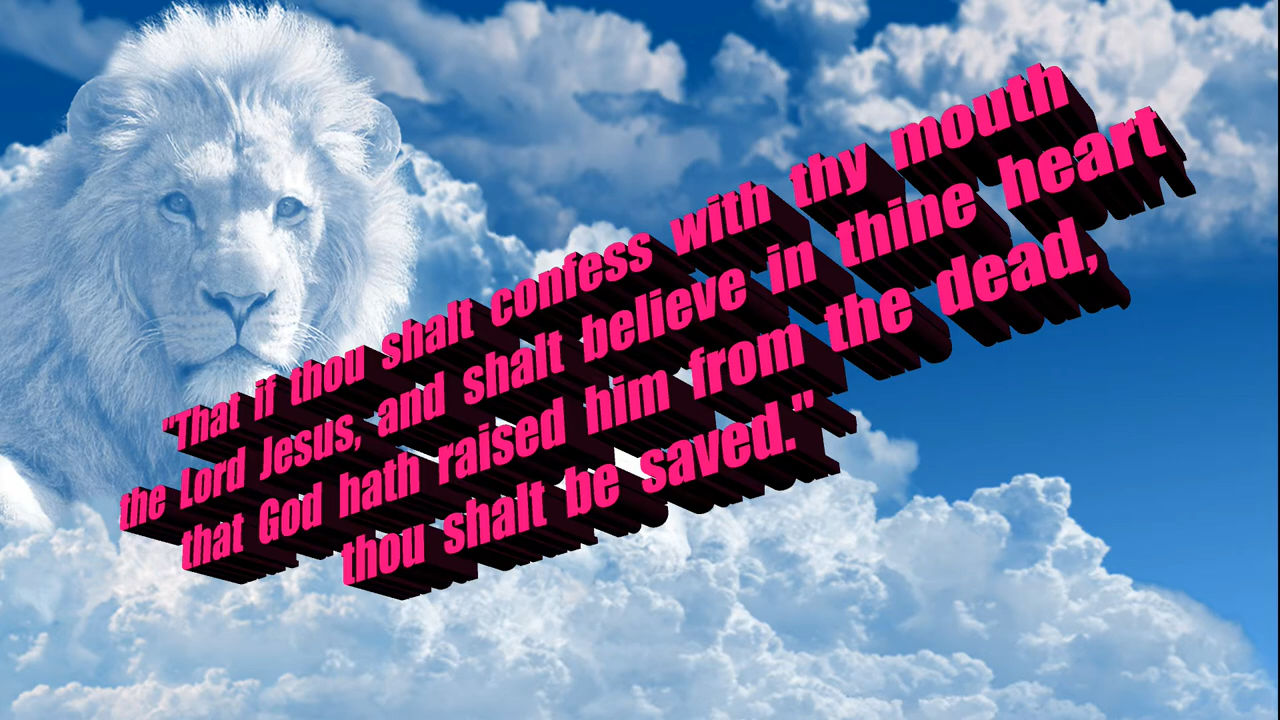 "That if thou shalt confess with thy mouth
the Lord Jesus, and shalt believe in thine heart
that God hath raised him from the dead,
thou shalt be saved."